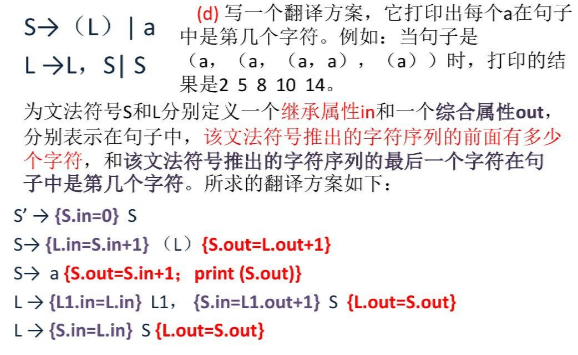 S→（L）| a
L→L，S| S
(d) 写一个翻译方案，它打印出每个a在句子
中是第几个字符。例如：当句子是
（a，（a，（a，a），（a））时，打印的结
果是2 5 8 10 14。
为文法符号S和L分别定义一个继承属性in和一个综合属性out，
分别表示在句子中，该文法符号推出的字符序列的前面有多少
个字符，和该文法符号推出的字符序列的最后一个字符在句
子中是第几个字符。所求的翻译方案如下：
S’→ {S.in=0} S
S→ {L.in=S.in+1} （L）{S.out=L.out+1}
S→ a {S.out=S.in+1；print (S.out)}
L→ {L1.in=L.in} L1， {S.in=L1.out+1} S {L.out=S.out}
L→ {S.in=L.in} S {L.out=S.out}